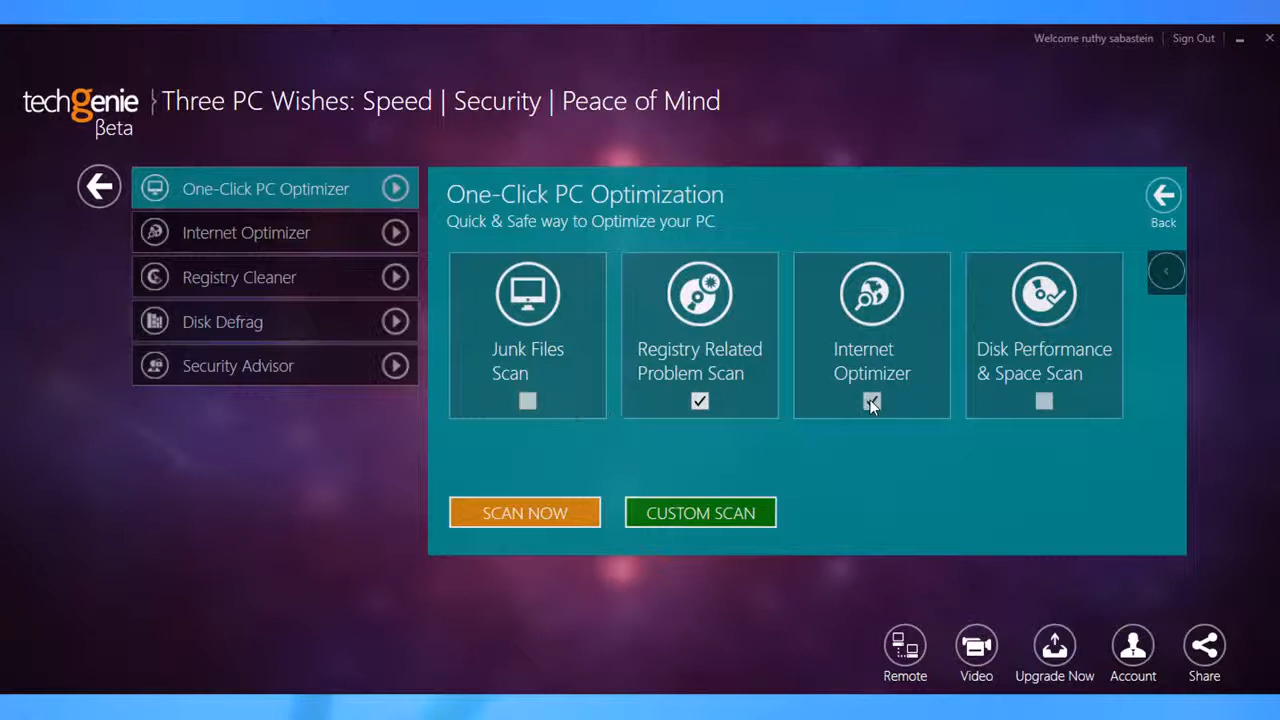 Welcome ruthy sabastein | Sign Out
techgenie
βeta
Three PC Wishes: Speed | Security | Peace of Mind
One-Click PC Optimizer
Internet Optimizer
Registry Cleaner
Disk Defrag
Security Advisor
One-Click PC Optimization
Quick & Safe way to Optimize your PC
Back
Junk Files
Scan
Registry Related
Problem Scan
Internet
Optimizer
Disk Performance
& Space Scan
SCAN NOW
CUSTOM SCAN
Remote
Video
Upgrade Now
Account
Share